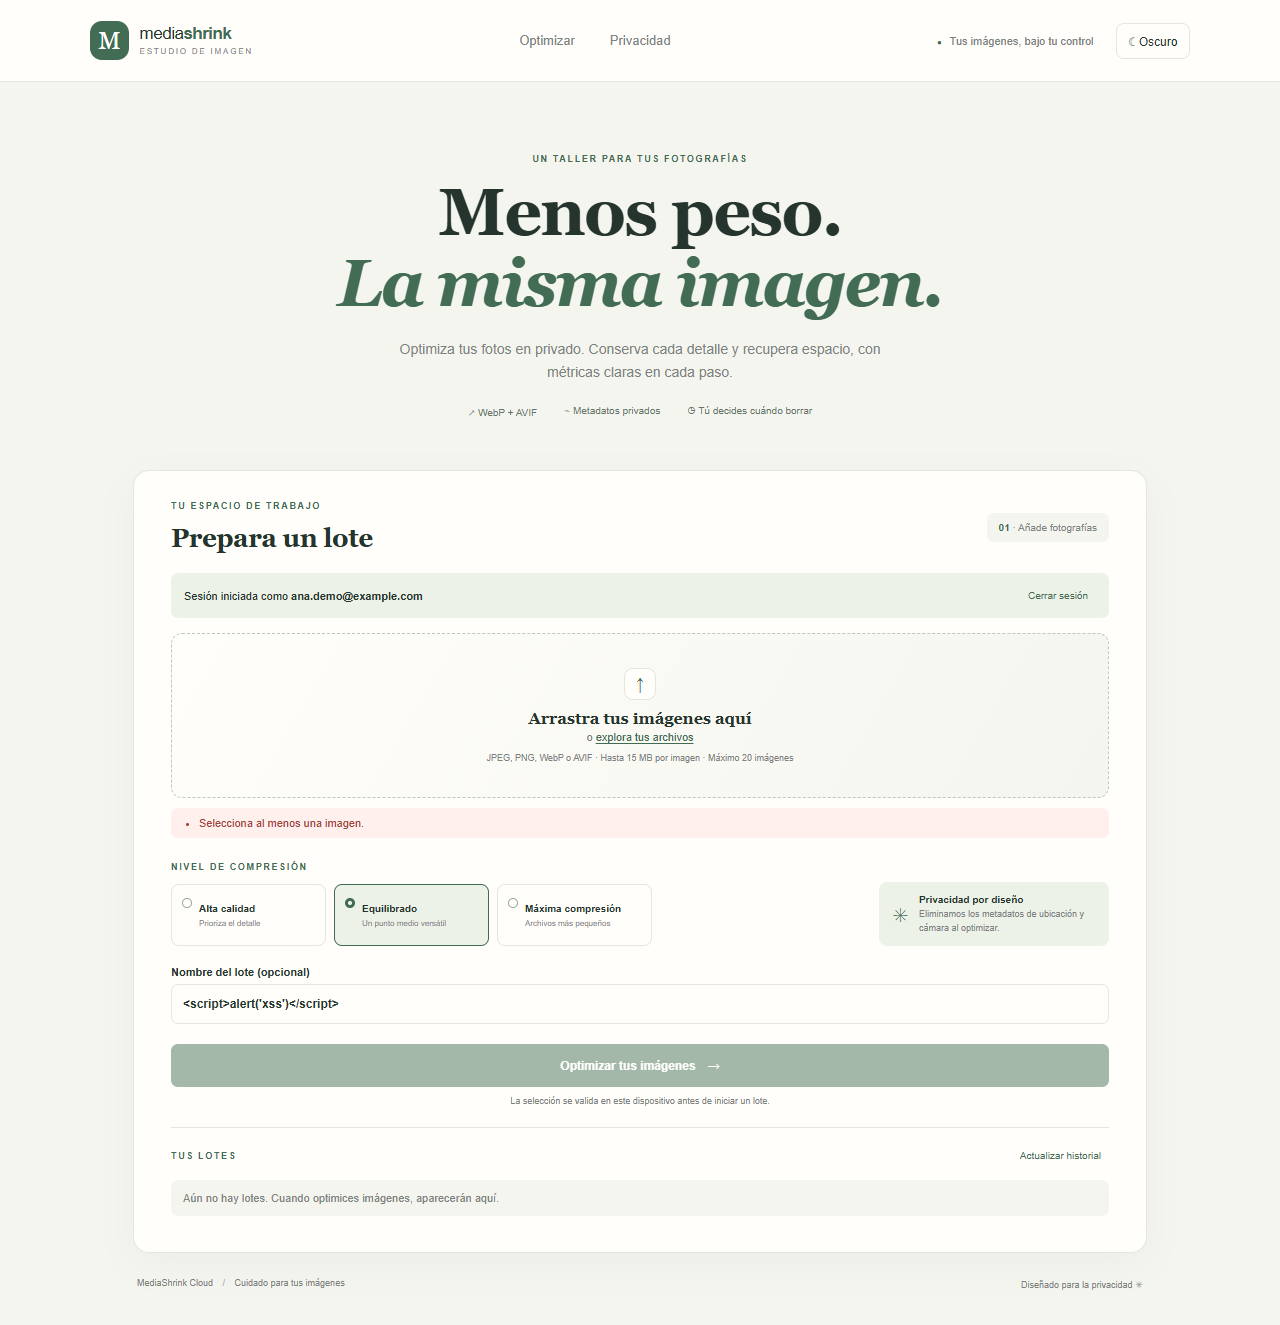 M
mediashrink
ESTUDIO DE IMAGEN
Optimizar
Privacidad
• Tus imágenes, bajo tu control
☾ Oscuro
UN TALLER PARA TUS FOTOGRAFÍAS
Menos peso.
La misma imagen.
Optimiza tus fotos en privado. Conserva cada detalle y recupera espacio, con
métricas claras en cada paso.
↗ WebP + AVIF
~ Metadatos privados
◷ Tú decides cuándo borrar
TU ESPACIO DE TRABAJO
Prepara un lote
01 · Añade fotografías
Sesión iniciada como ana.demo@example.com
Cerrar sesión
↑
Arrastra tus imágenes aquí
o explora tus archivos
JPEG, PNG, WebP o AVIF · Hasta 15 MB por imagen · Máximo 20 imágenes
• Selecciona al menos una imagen.
NIVEL DE COMPRESIÓN
Alta calidad
Prioriza el detalle
Equilibrado
Un punto medio versátil
Máxima compresión
Archivos más pequeños
✳
Privacidad por diseño
Eliminamos los metadatos de ubicación y
cámara al optimizar.
Nombre del lote (opcional)
<script>alert('xss')</script>
Optimizar tus imágenes →
La selección se valida en este dispositivo antes de iniciar un lote.
TUS LOTES
Actualizar historial
Aún no hay lotes. Cuando optimices imágenes, aparecerán aquí.
MediaShrink Cloud / Cuidado para tus imágenes
Diseñado para la privacidad ✳